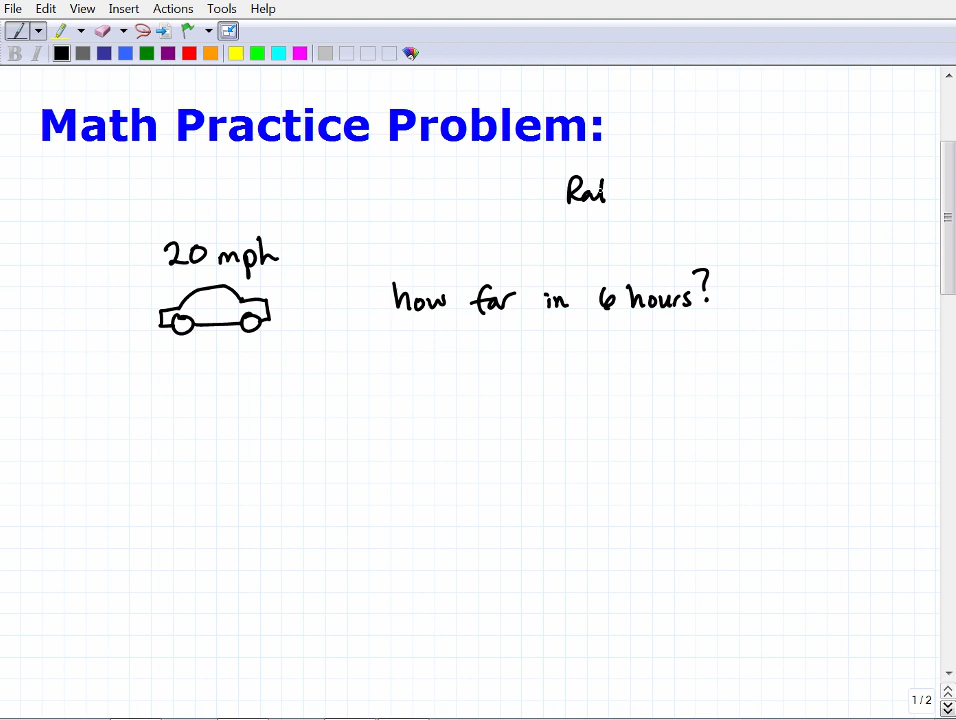 File Edit View Insert Actions Tools Help
B I
Math Practice Problem:
20 mph
how far in 6 hours?
1 / 2